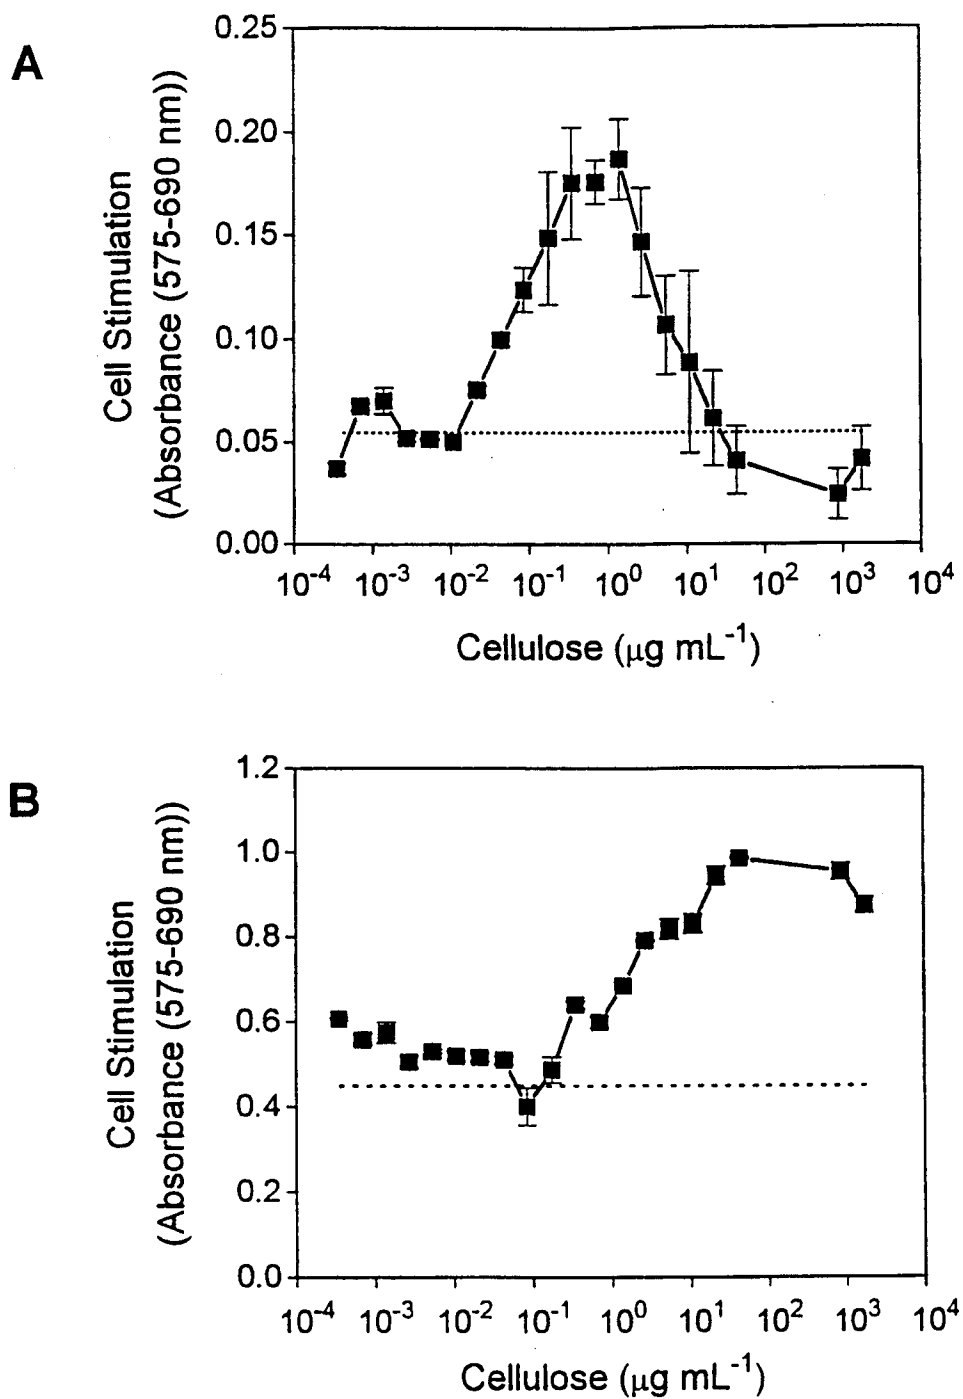 A
Cell Stimulation
(Absorbance (575-690 nm))
0.25
0.20
0.15
0.10
0.05
0.00
10⁻⁴ 10⁻³ 10⁻² 10⁻¹ 10⁰ 10¹ 10² 10³ 10⁴
Cellulose (µg mL⁻¹)
B
Cell Stimulation
(Absorbance (575-690 nm))
1.2
1.0
0.8
0.6
0.4
0.2
0.0
10⁻⁴ 10⁻³ 10⁻² 10⁻¹ 10⁰ 10¹ 10² 10³ 10⁴
Cellulose (µg mL⁻¹)